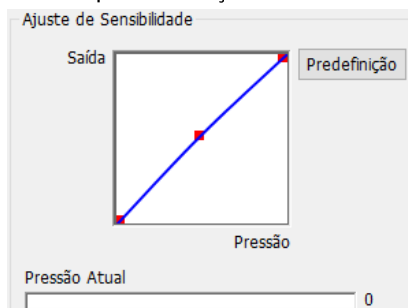 Ajuste de Sensibilidade
Saída
Predefinição
Pressão
Pressão Atual
0